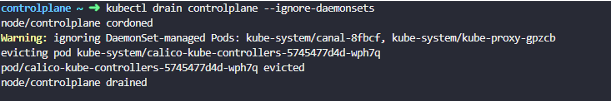 controlplane ~ ➜ kubectl drain controlplane --ignore-daemonsets
node/controlplane cordoned
Warning: ignoring DaemonSet-managed Pods: kube-system/canal-8fbcf, kube-system/kube-proxy-gpzcb
evicting pod kube-system/calico-kube-controllers-5745477d4d-wph7q
pod/calico-kube-controllers-5745477d4d-wph7q evicted
node/controlplane drained